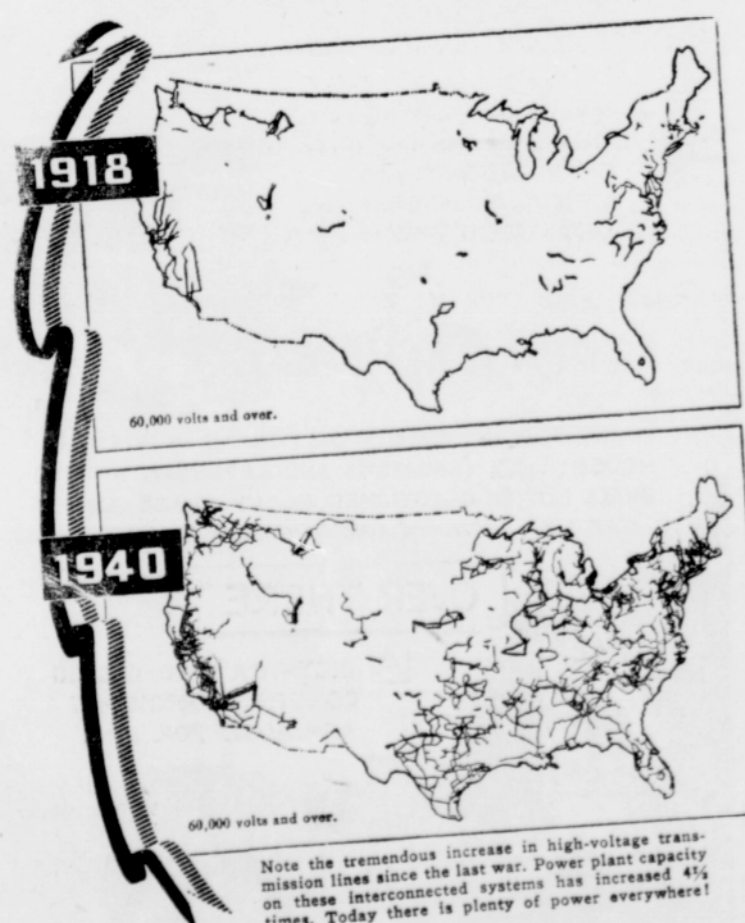 1918
60,000 volts and over.
1940
60,000 volts and over.
Note the tremendous increase in high-voltage trans-
mission lines since the last war. Power plant capacity
on these interconnected systems has increased 4⅓
times. Today there is plenty of power everywhere!